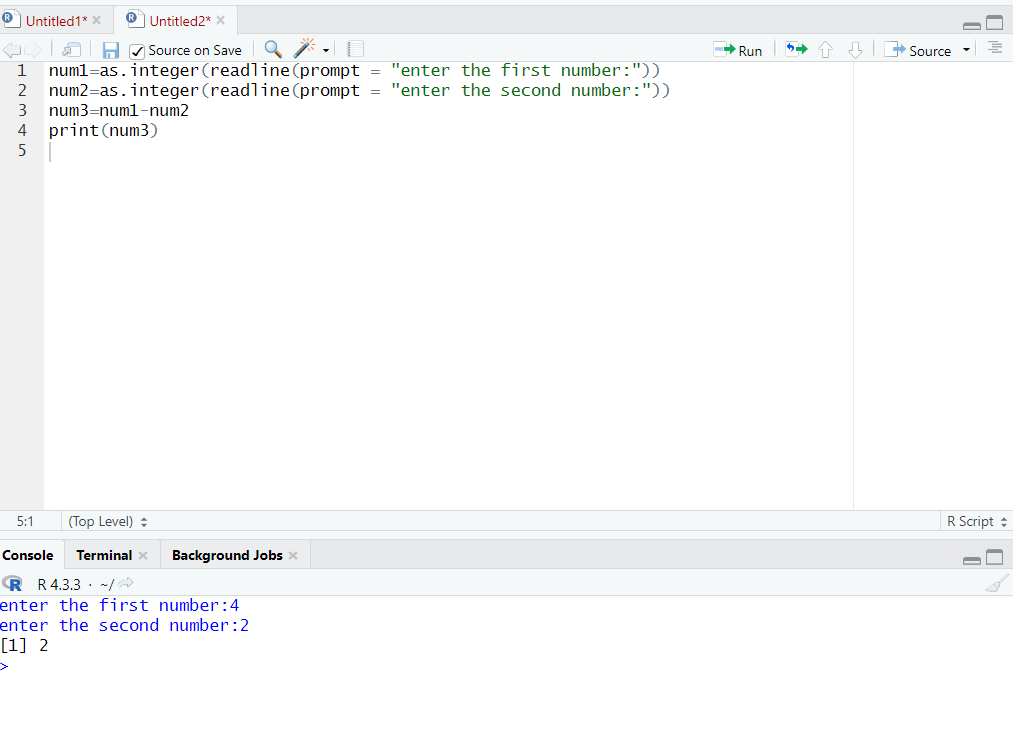 Untitled1* Untitled2*
Source on Save Run Source
1 num1=as.integer(readline(prompt = "enter the first number:"))
2 num2=as.integer(readline(prompt = "enter the second number:"))
3 num3=num1-num2
4 print(num3)
5
5:1 (Top Level) R Script
Console Terminal Background Jobs
R R 4.3.3 · ~/
enter the first number:4
enter the second number:2
[1] 2
>